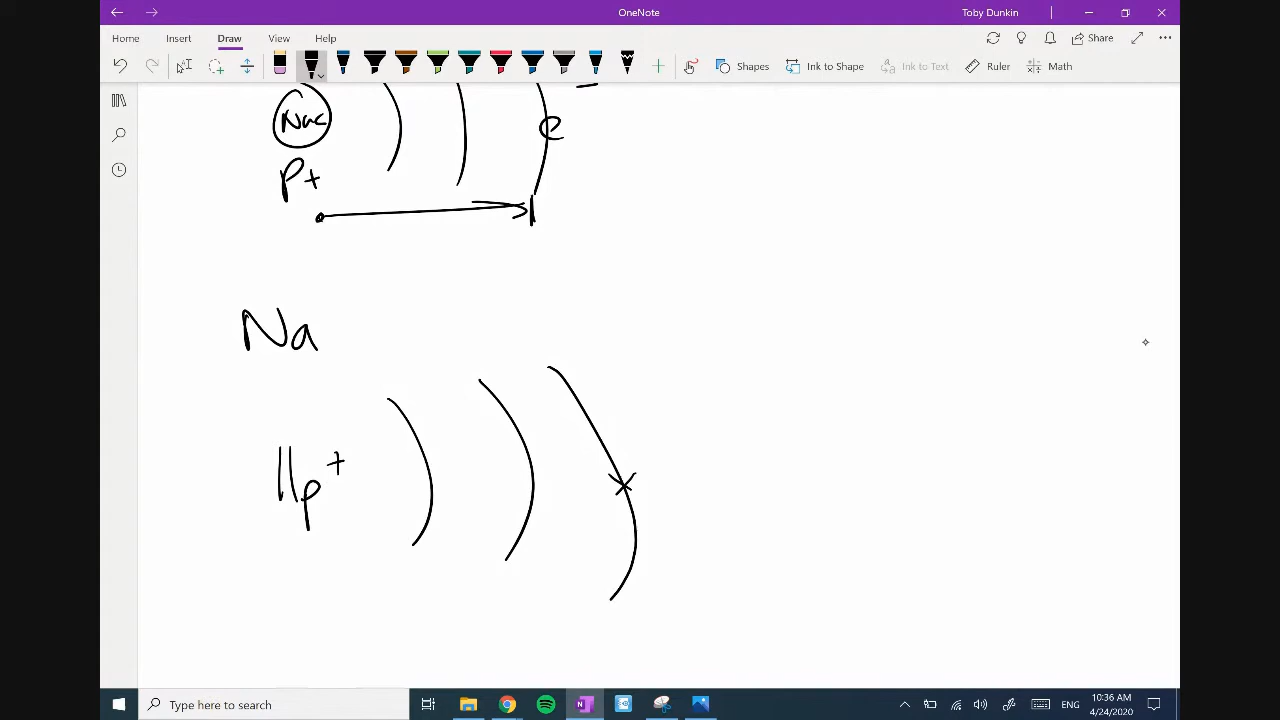 OneNote
Toby Dunkin
Home Insert Draw View Help
Share
Shapes Ink to Shape Ink to Text Ruler Math
Nuc
e
P+
Na
11p+
Type here to search
ENG
10:36 AM
4/24/2020